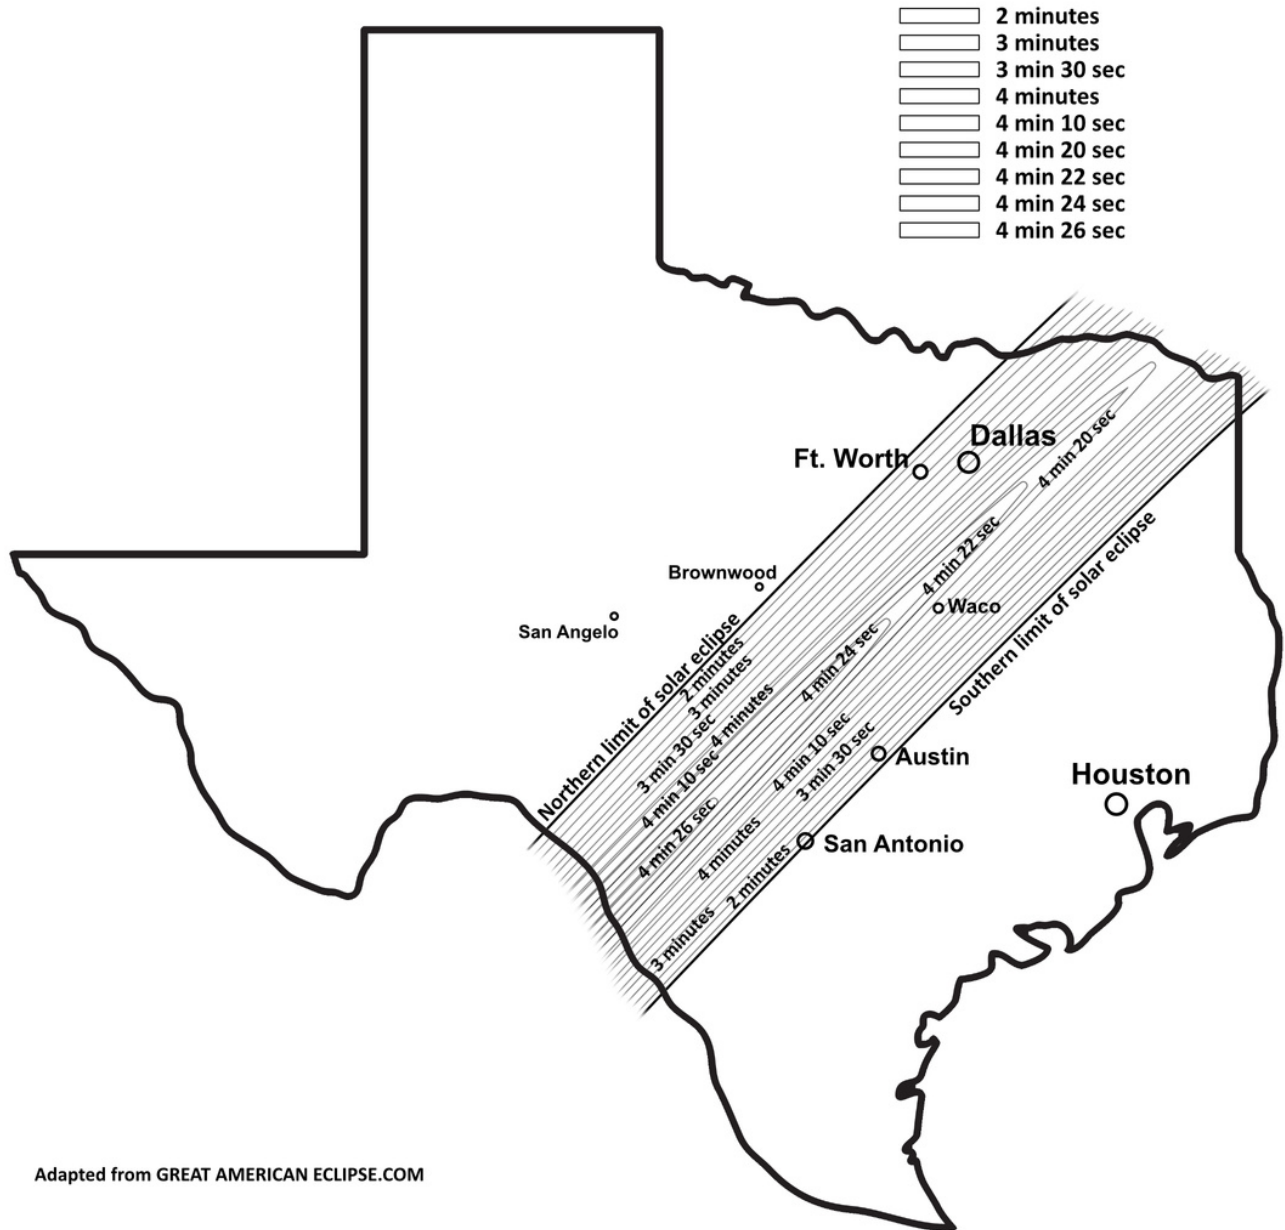 2 minutes
3 minutes
3 min 30 sec
4 minutes
4 min 10 sec
4 min 20 sec
4 min 22 sec
4 min 24 sec
4 min 26 sec
Dallas
Ft. Worth
4 min 20 sec
4 min 22 sec
Brownwood
Waco
San Angelo
Northern limit of solar eclipse
Southern limit of solar eclipse
2 minutes
3 minutes
4 min 24 sec
4 minutes
3 min 30 sec
4 min 10 sec
4 min 10 sec
3 min 30 sec
Austin
Houston
4 min 26 sec
4 minutes
San Antonio
2 minutes
3 minutes
Adapted from GREAT AMERICAN ECLIPSE.COM